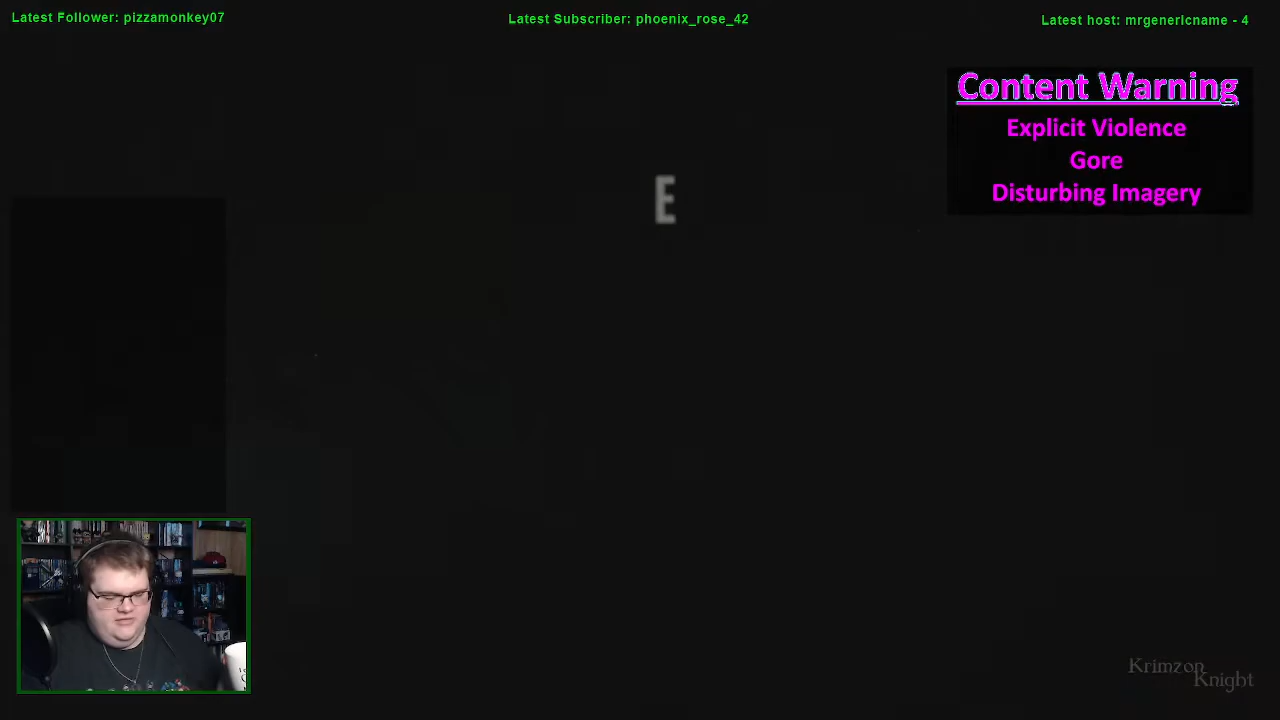 Latest Follower: pizzamonkey07
Latest Subscriber: phoenix_rose_42
Latest host: mrgenericname - 4
Content Warning
Explicit Violence
Gore
Disturbing Imagery
E
Krimzon
Knight